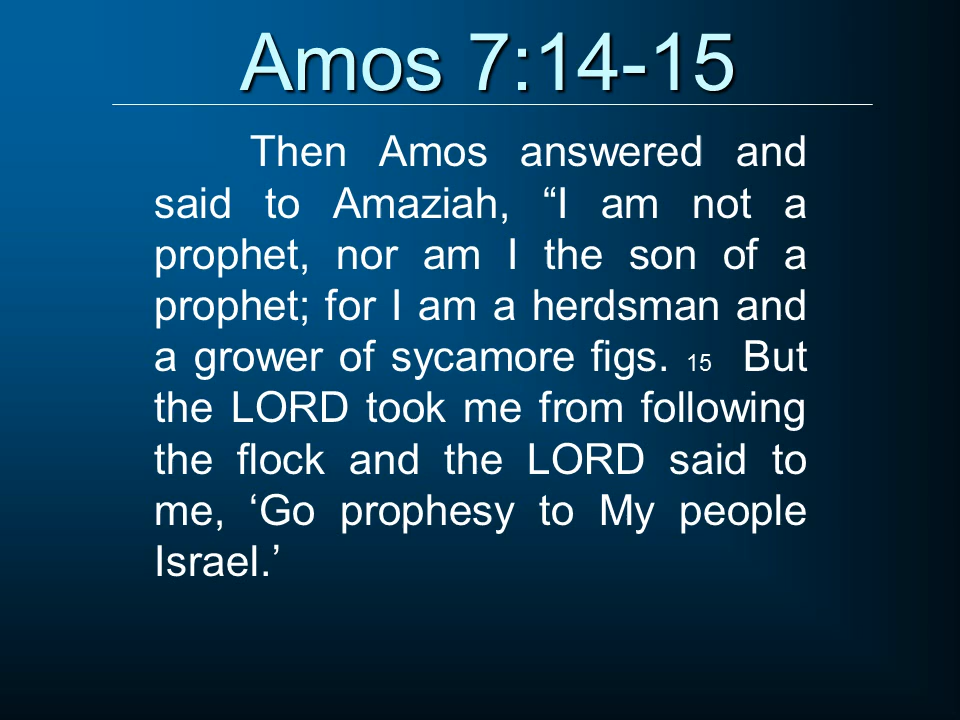 Amos 7:14-15
Then Amos answered and
said to Amaziah, “I am not a
prophet, nor am I the son of a
prophet; for I am a herdsman and
a grower of sycamore figs. 15 But
the LORD took me from following
the flock and the LORD said to
me, ‘Go prophesy to My people
Israel.’